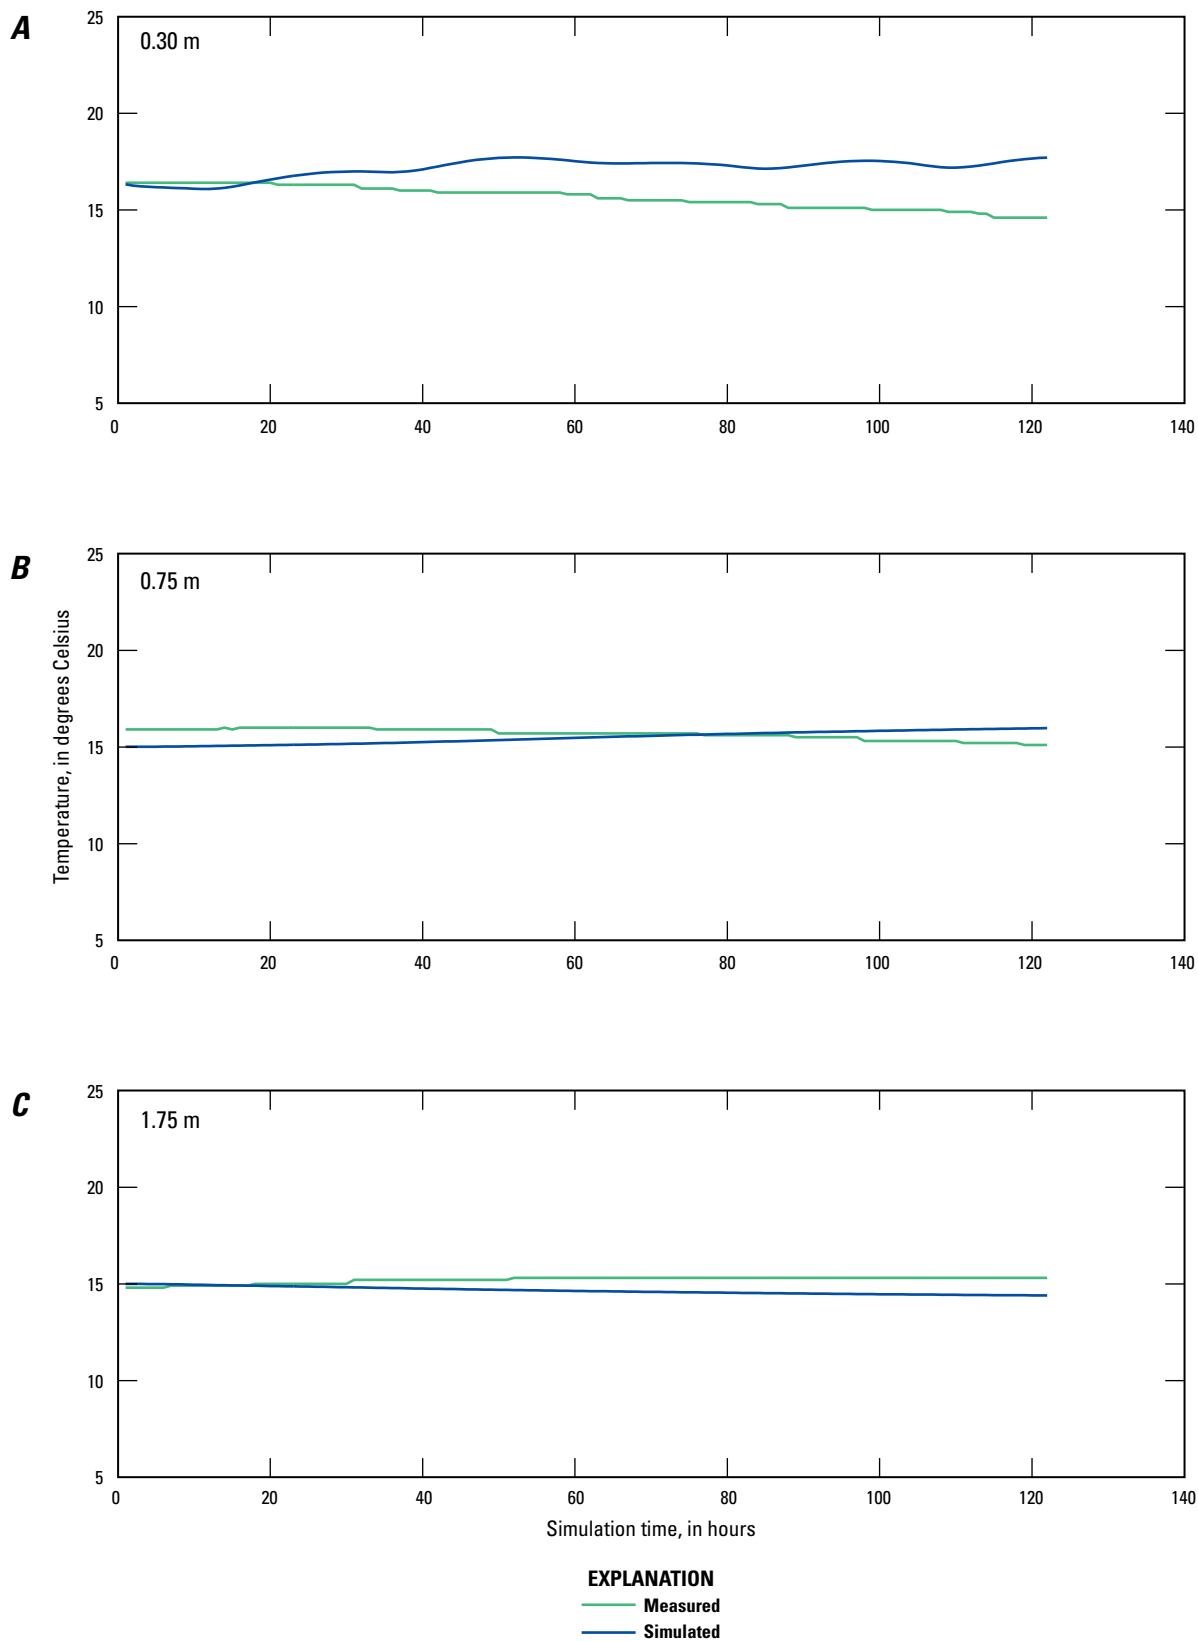 A
0.30 m
25
20
15
10
5
0 20 40 60 80 100 120 140
B
0.75 m
25
20
15
10
5
0 20 40 60 80 100 120 140
Temperature, in degrees Celsius
C
1.75 m
25
20
15
10
5
0 20 40 60 80 100 120 140
Simulation time, in hours
EXPLANATION
Measured
Simulated